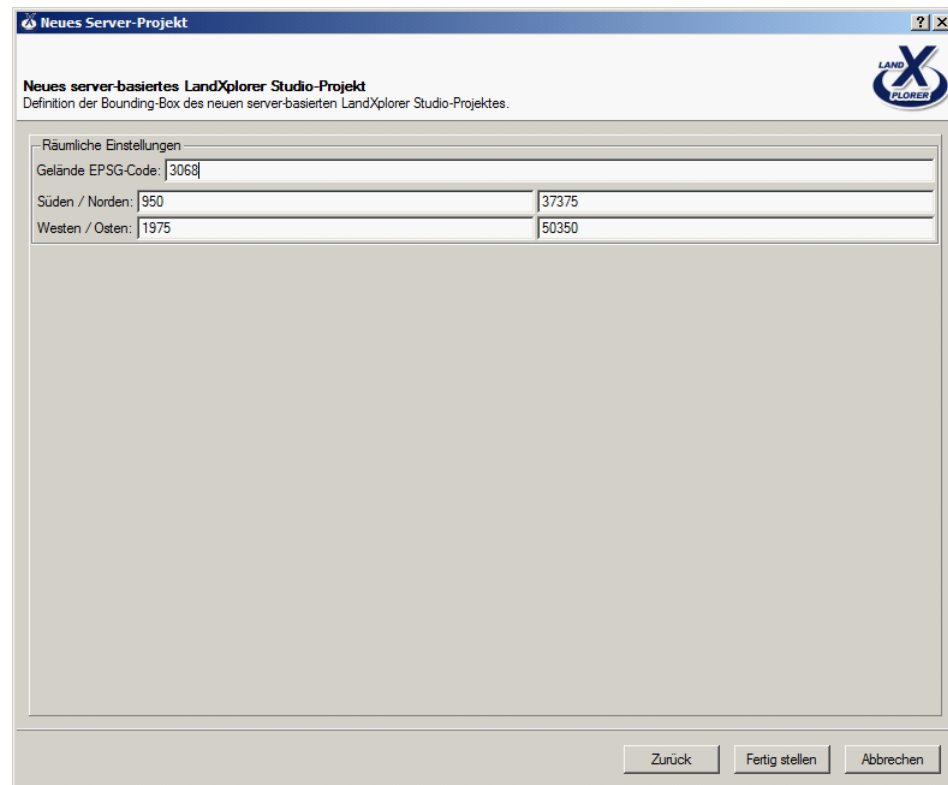 Neues Server-Projekt ? X
LAND
X
PLORER
Neues server-basiertes LandXplorer Studio-Projekt
Definition der Bounding-Box des neuen server-basierten LandXplorer Studio-Projektes.
Räumliche Einstellungen
Gelände EPSG-Code: 3068
Süden / Norden: 950 37375
Westen / Osten: 1975 50350
Zurück Fertig stellen Abbrechen